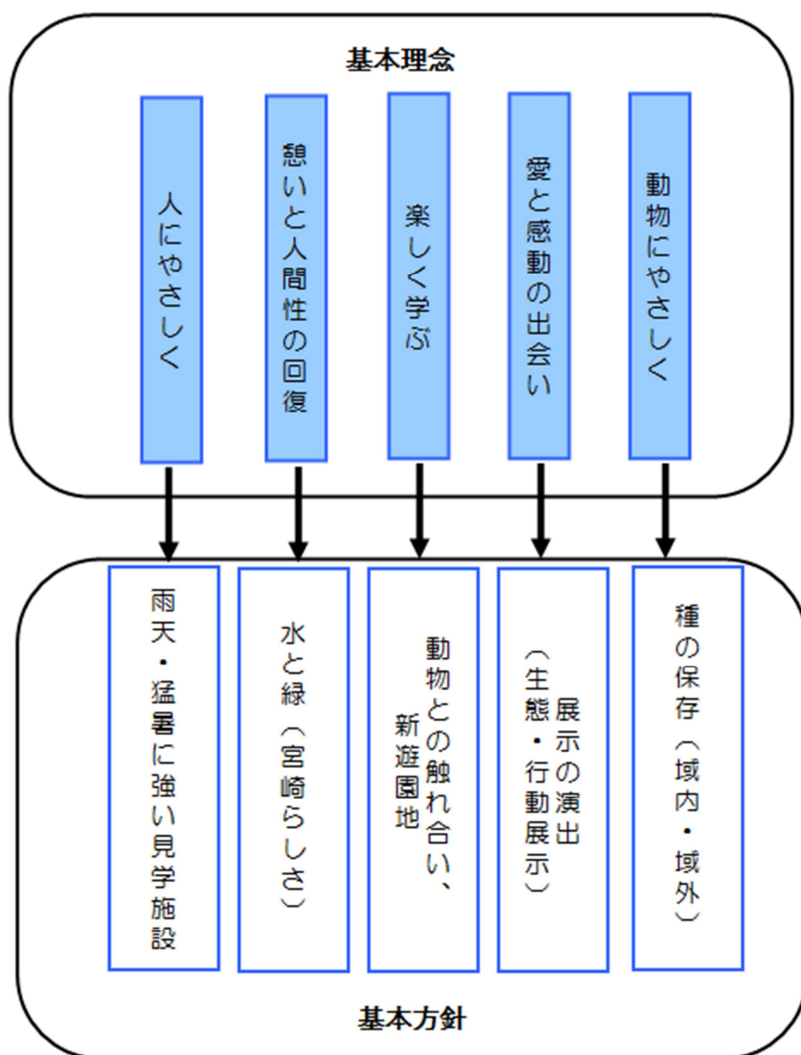 基本理念
動物にやさしく
愛と感動の出会い
楽しく学ぶ
憩いと人間性の回復
人にやさしく
種の保存（域内・域外）
展示の演出
（生態・行動展示）
動物との触れ合い、
新遊園地
水と緑（宮崎らしさ）
雨天・猛暑に強い見学施設
基本方針